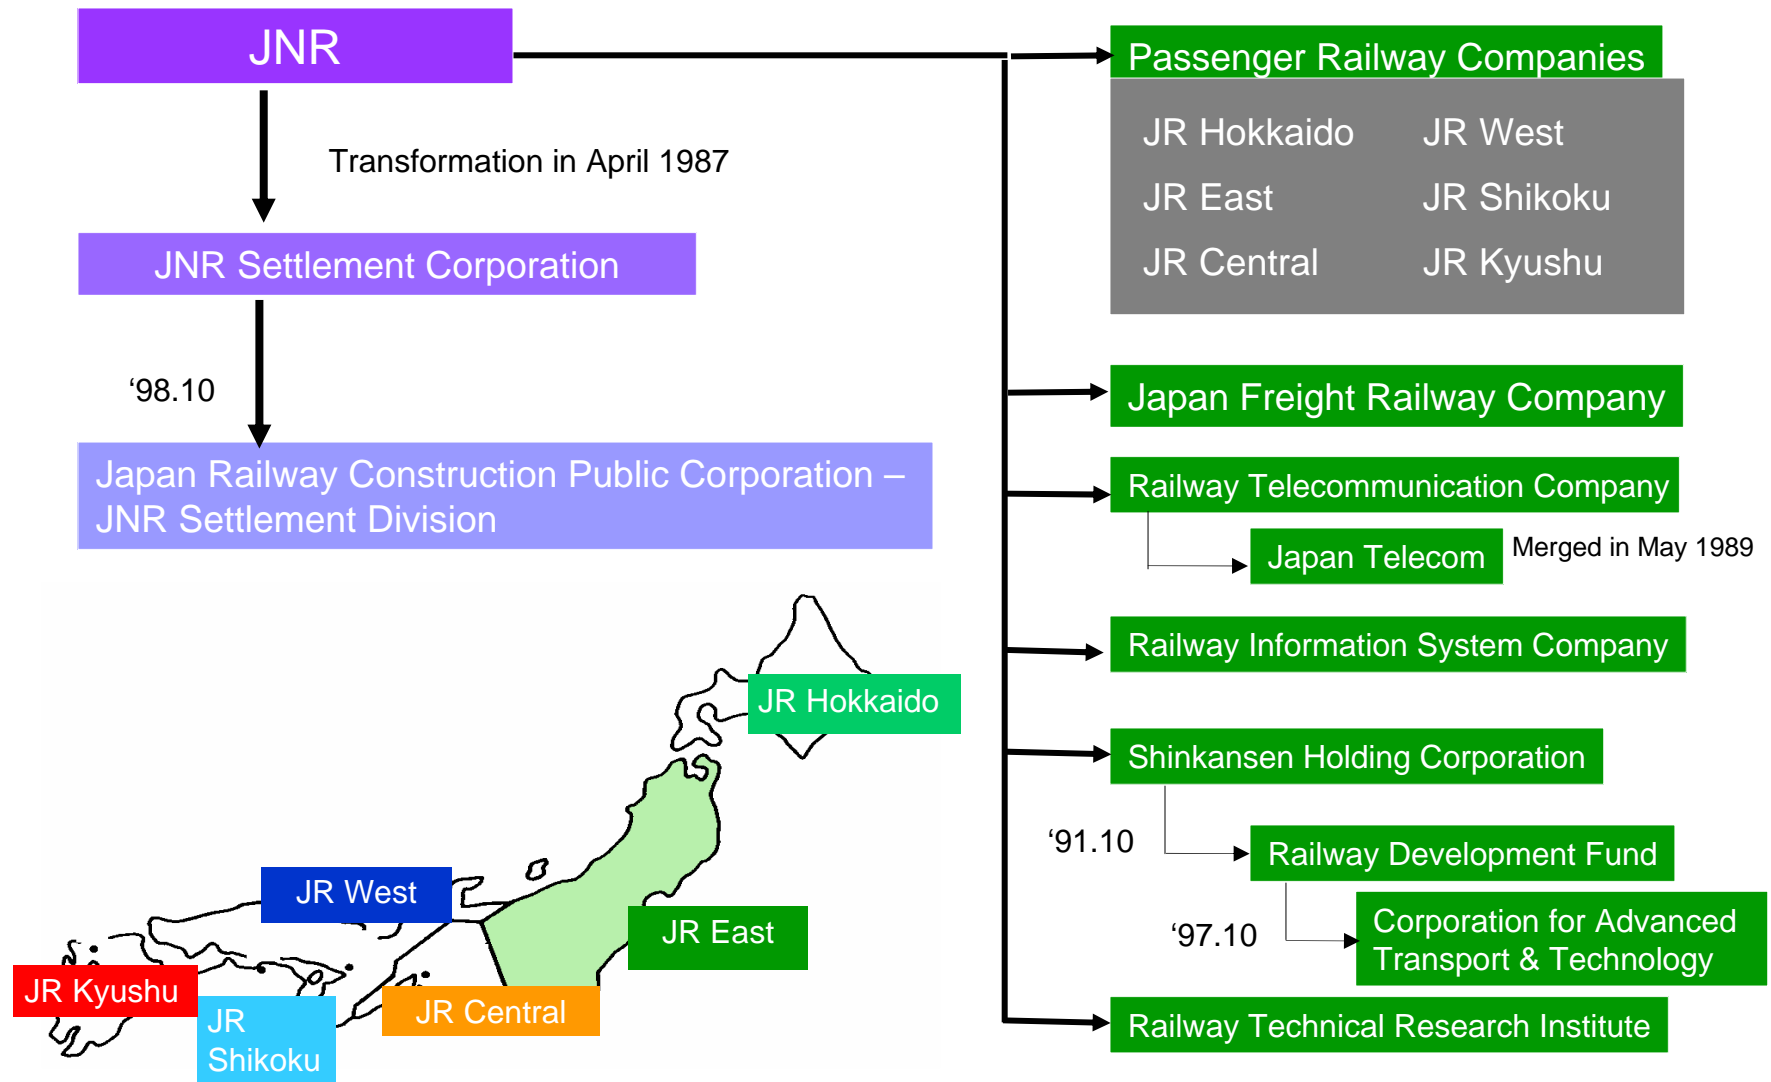 JNR
Transformation in April 1987
JNR Settlement Corporation
‘98.10
Japan Railway Construction Public Corporation –
JNR Settlement Division
Passenger Railway Companies
JR Hokkaido JR West
JR East JR Shikoku
JR Central JR Kyushu
Japan Freight Railway Company
Railway Telecommunication Company
Japan Telecom
Merged in May 1989
Railway Information System Company
Shinkansen Holding Corporation
‘91.10
Railway Development Fund
‘97.10
Corporation for Advanced
Transport & Technology
Railway Technical Research Institute
JR Hokkaido
JR West
JR East
JR Kyushu
JR Central
JR
Shikoku